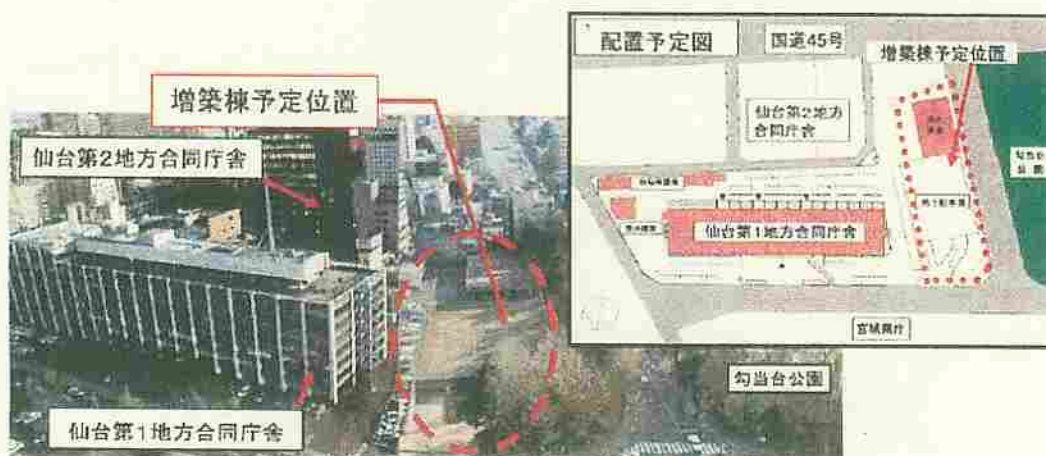 配置予定図
国道45号
増築棟予定位置
増築棟予定位置
仙台第2地方合同庁舎
仙台第2地方
合同庁舎
仙台第1地方合同庁舎
宮城県庁
勾当台公園
仙台第1地方合同庁舎